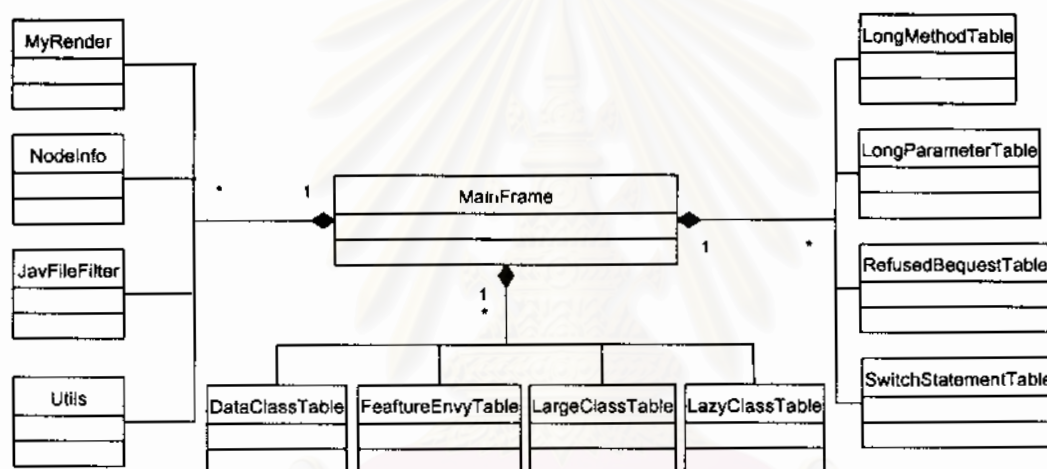 MyRender
NodeInfo
JavFileFilter
Utils
*
1
MainFrame
1
*
1
*
DataClassTable
FeaftureEnvyTable
LargeClassTable
LazyClassTable
LongMethodTable
LongParameterTable
RefusedBequestTable
SwitchStatementTable